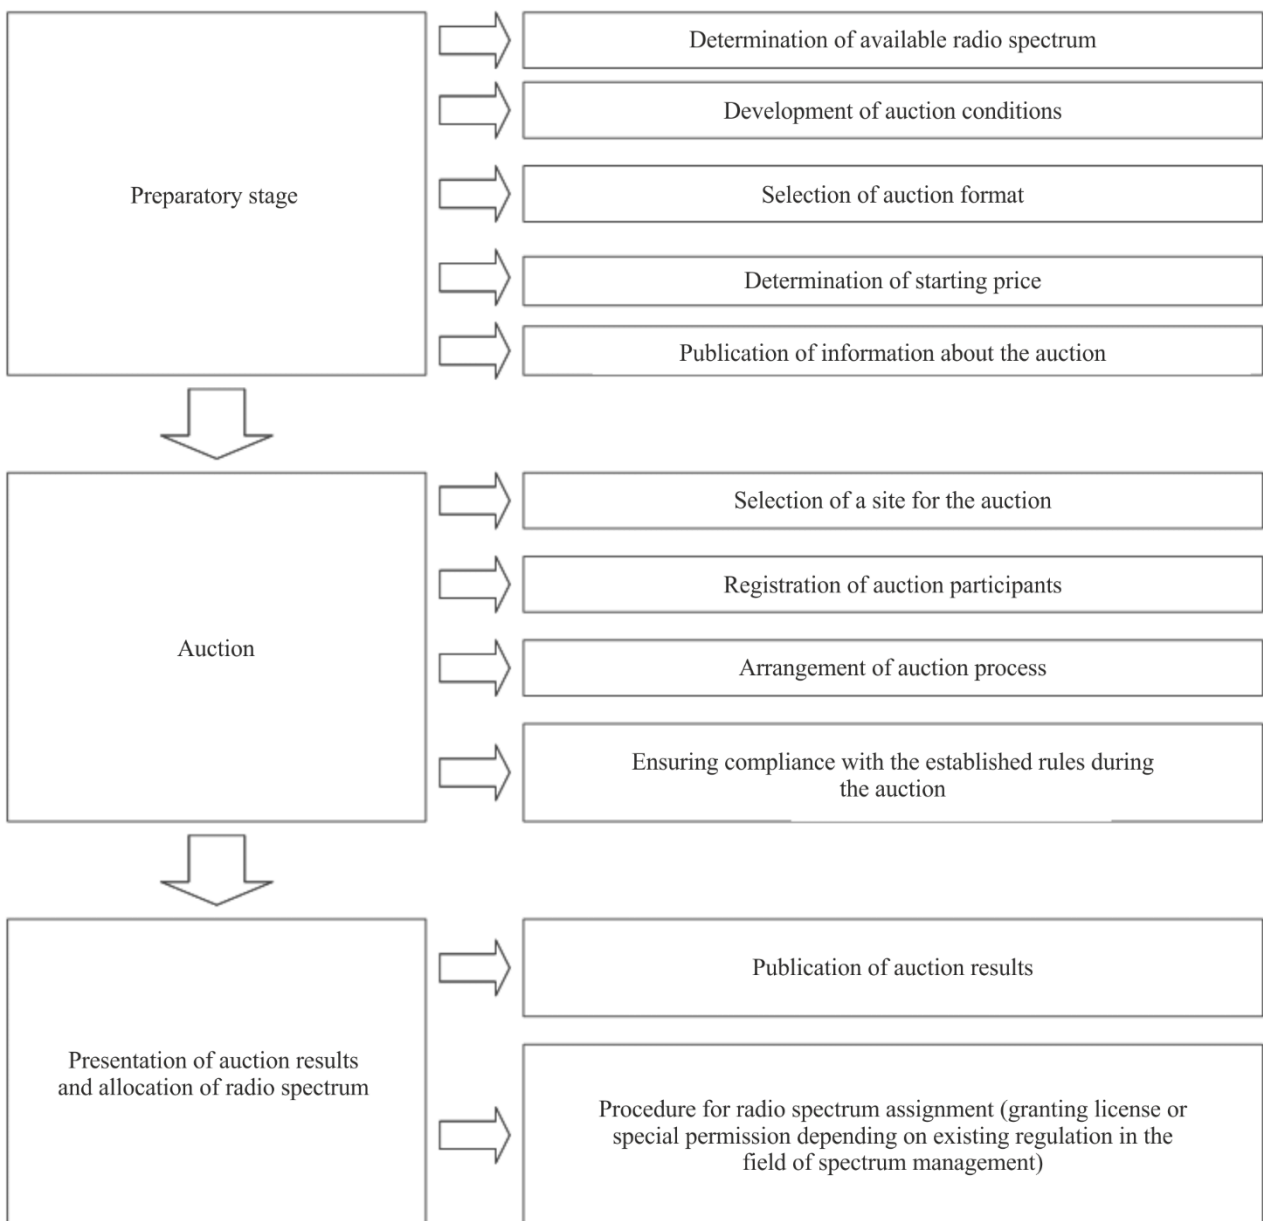 Preparatory stage
Determination of available radio spectrum
Development of auction conditions
Selection of auction format
Determination of starting price
Publication of information about the auction
Auction
Selection of a site for the auction
Registration of auction participants
Arrangement of auction process
Ensuring compliance with the established rules during
the auction
Presentation of auction results
and allocation of radio spectrum
Publication of auction results
Procedure for radio spectrum assignment (granting license or
special permission depending on existing regulation in the
field of spectrum management)